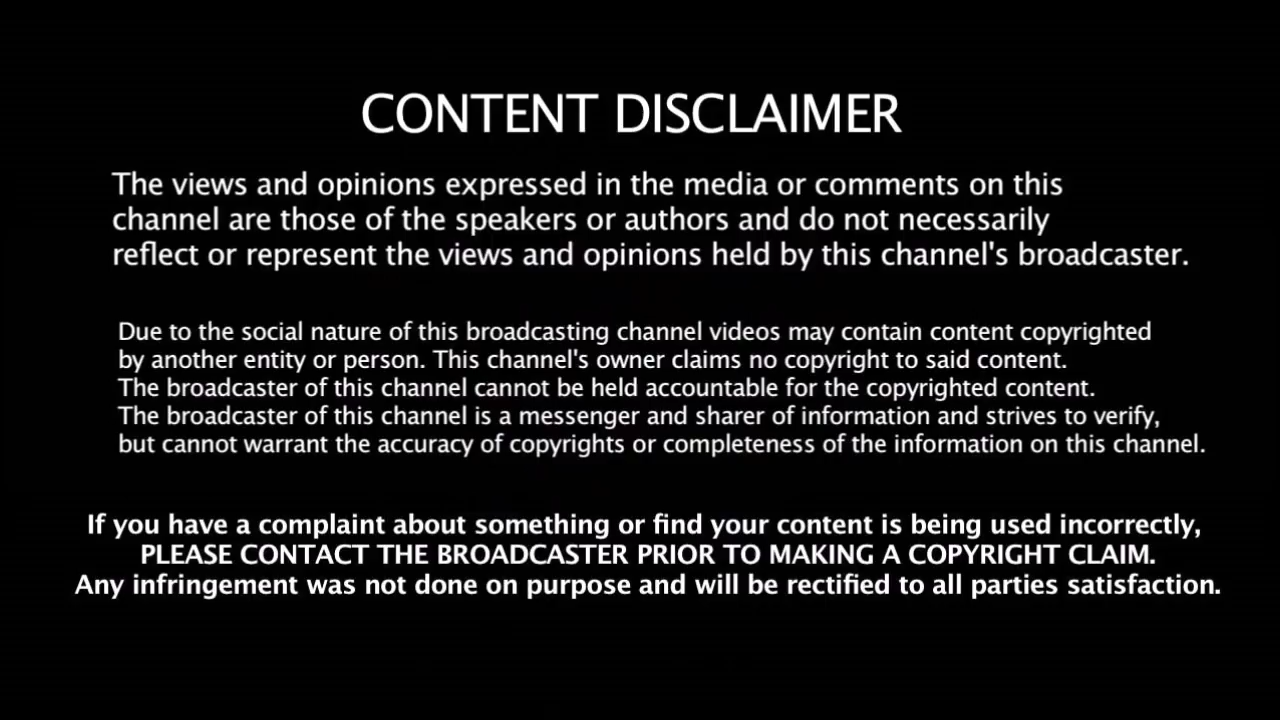 CONTENT DISCLAIMER
The views and opinions expressed in the media or comments on this
channel are those of the speakers or authors and do not necessarily
reflect or represent the views and opinions held by this channel's broadcaster.
Due to the social nature of this broadcasting channel videos may contain content copyrighted
by another entity or person. This channel's owner claims no copyright to said content.
The broadcaster of this channel cannot be held accountable for the copyrighted content.
The broadcaster of this channel is a messenger and sharer of information and strives to verify,
but cannot warrant the accuracy of copyrights or completeness of the information on this channel.
If you have a complaint about something or find your content is being used incorrectly,
PLEASE CONTACT THE BROADCASTER PRIOR TO MAKING A COPYRIGHT CLAIM.
Any infringement was not done on purpose and will be rectified to all parties satisfaction.